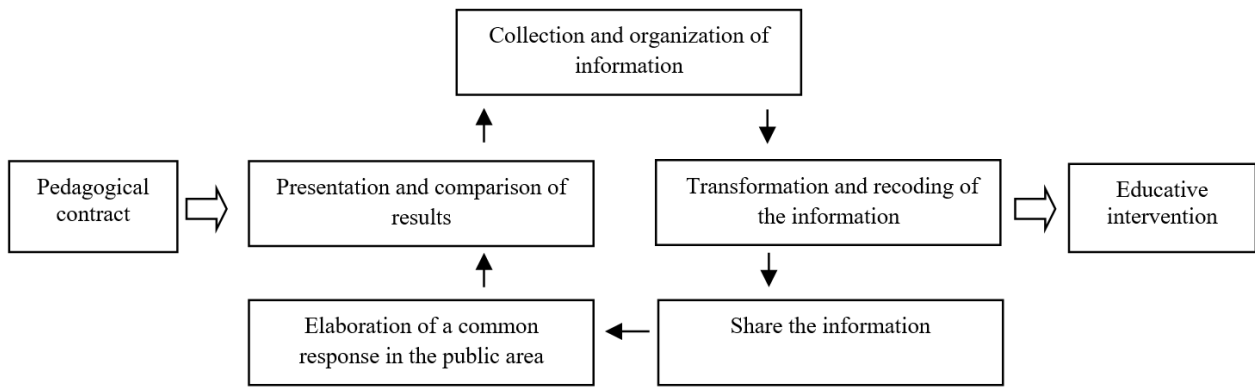 Collection and organization of
information
Pedagogical
contract
Presentation and comparison of
results
Transformation and recoding of
the information
Educative
intervention
Elaboration of a common
response in the public area
Share the information